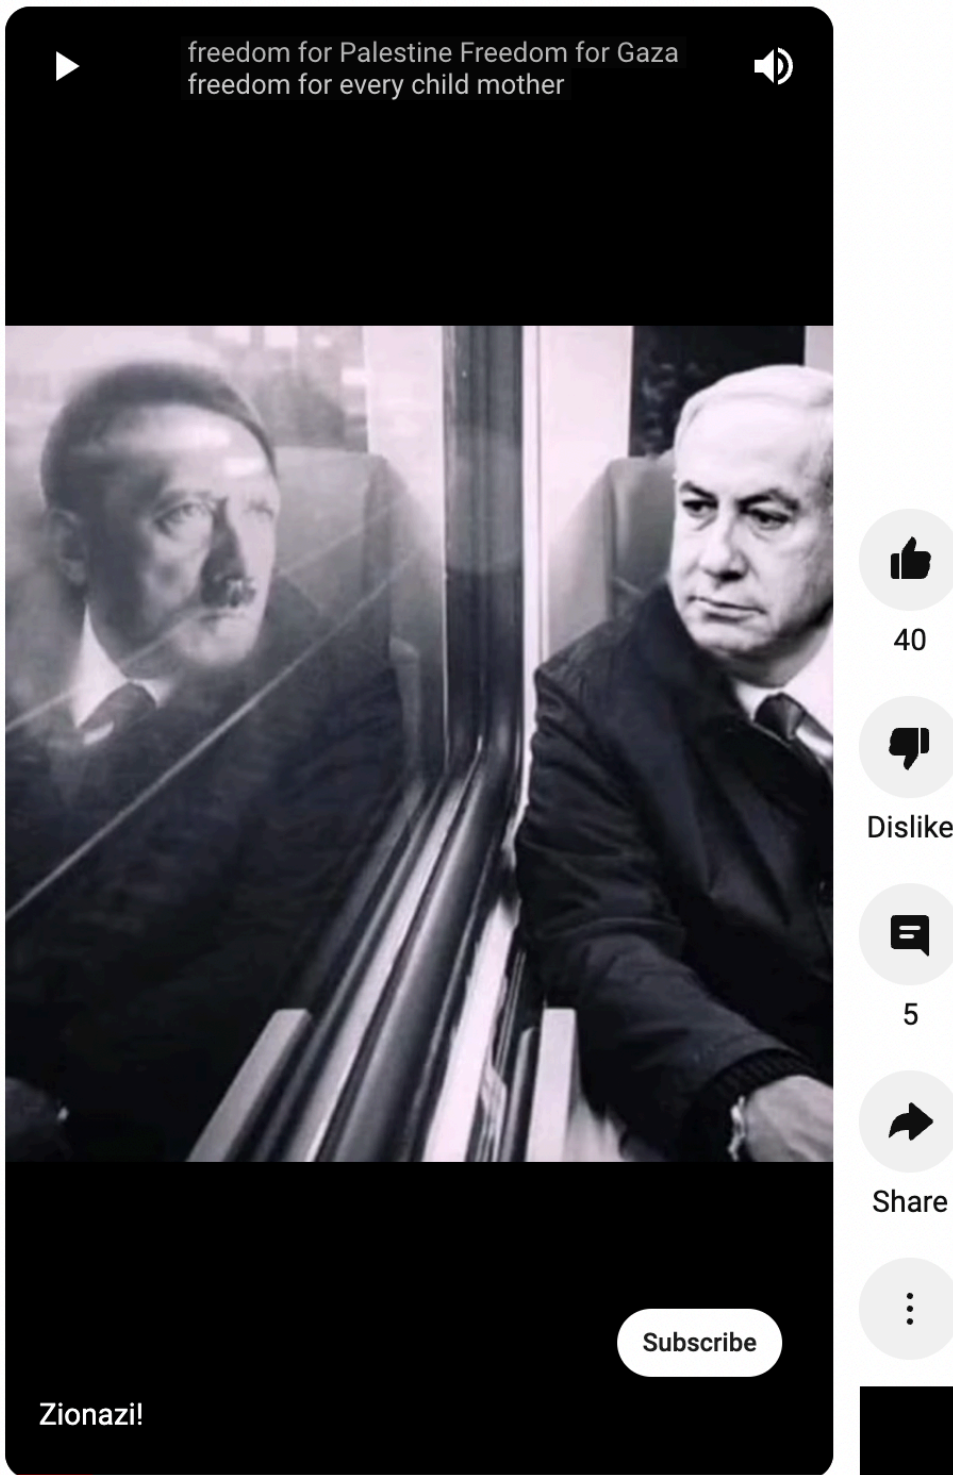 freedom for Palestine Freedom for Gaza
freedom for every child mother
40
Dislike
5
Share
Subscribe
Zionazi!